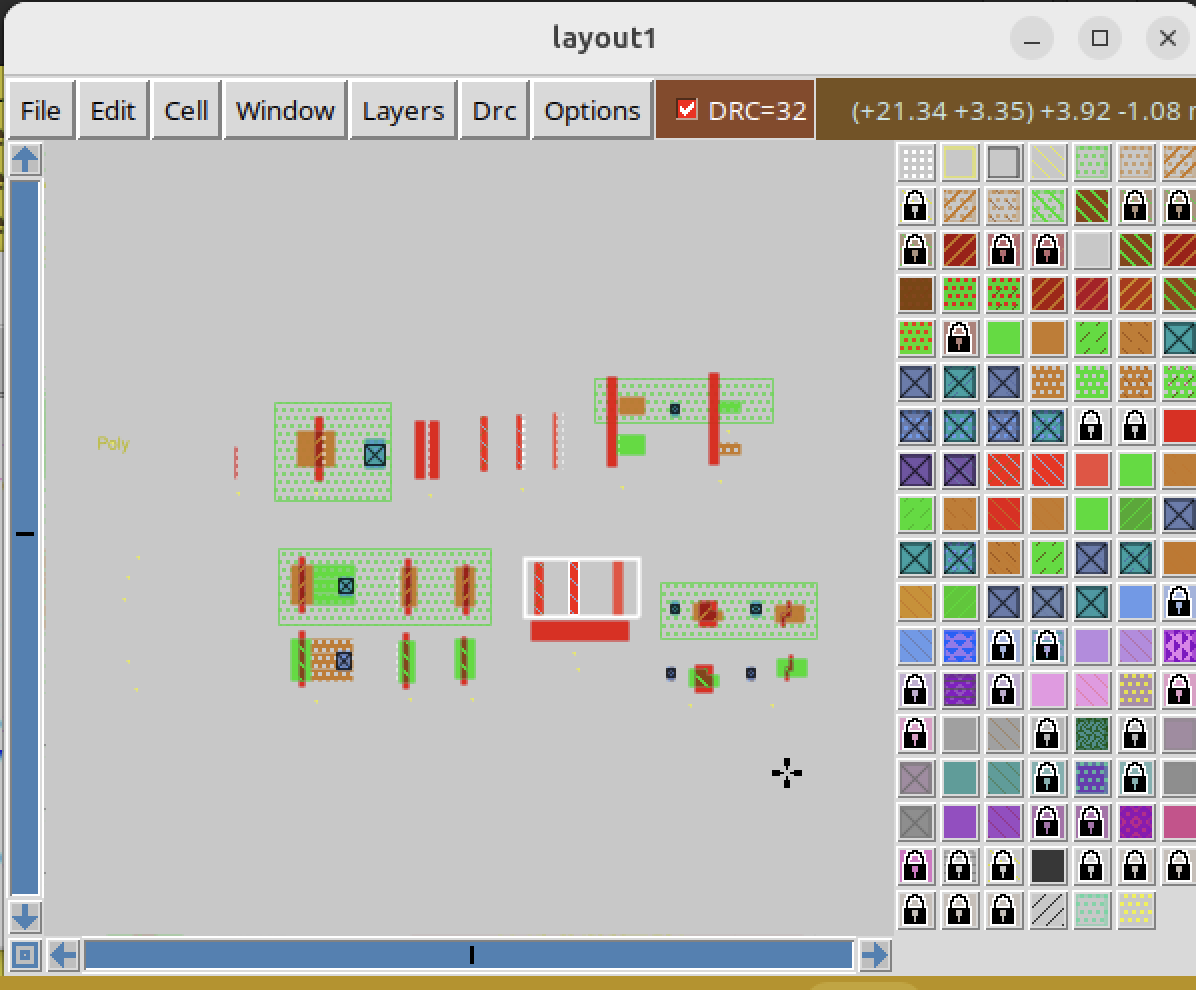 layout1
File Edit Cell Window Layers Drc Options DRC=32 (+21.34 +3.35) +3.92 -1.08
Poly